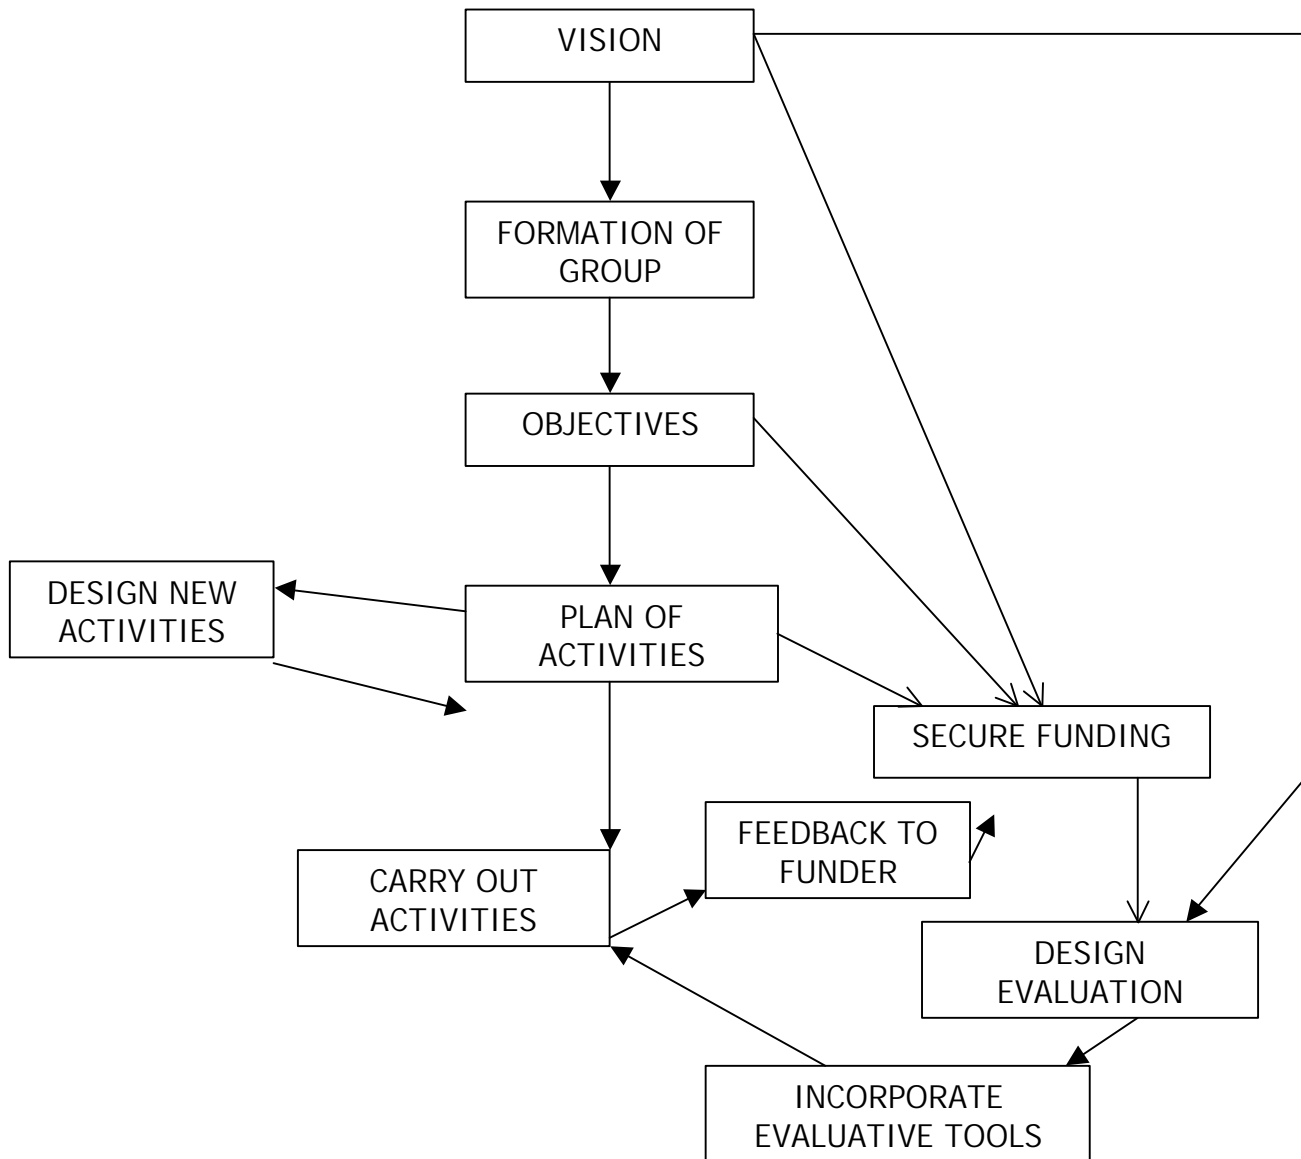 VISION
FORMATION OF
GROUP
OBJECTIVES
DESIGN NEW
ACTIVITIES
PLAN OF
ACTIVITIES
SECURE FUNDING
FEEDBACK TO
FUNDER
CARRY OUT
ACTIVITIES
DESIGN
EVALUATION
INCORPORATE
EVALUATIVE TOOLS